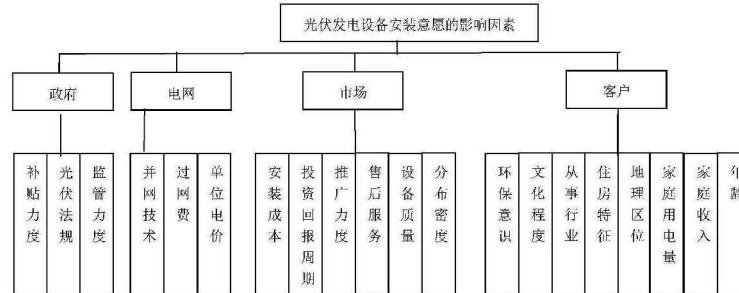 光伏发电设备安装意愿的影响因素
政府
电网
市场
客户
补贴力度
光伏法规
监管力度
并网技术
过网费
单位电价
安装成本
投资回报周期
推广力度
售后服务
设备质量
分布密度
环保意识
文化程度
从事行业
住房特征
地理区位
家庭用电量
家庭收入
年龄